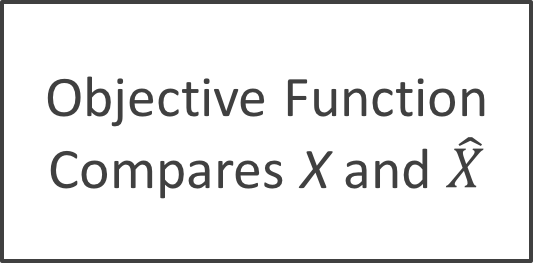 Objective Function
Compares X and X̂